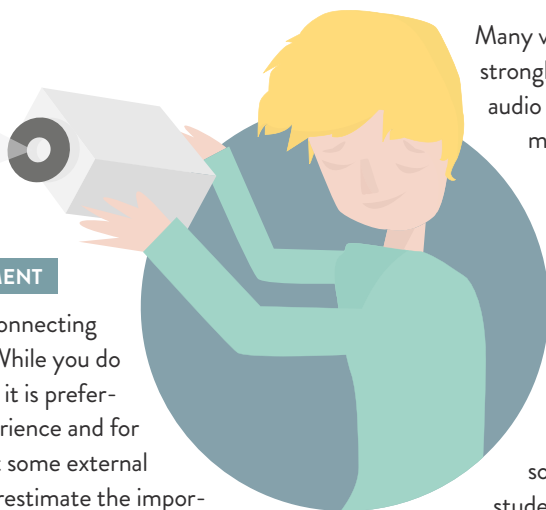 MENT
onnecting
While you do
it is prefer-
rience and for
t some external
restimate the impor-
Many v
strongl
audio
m
so
stude